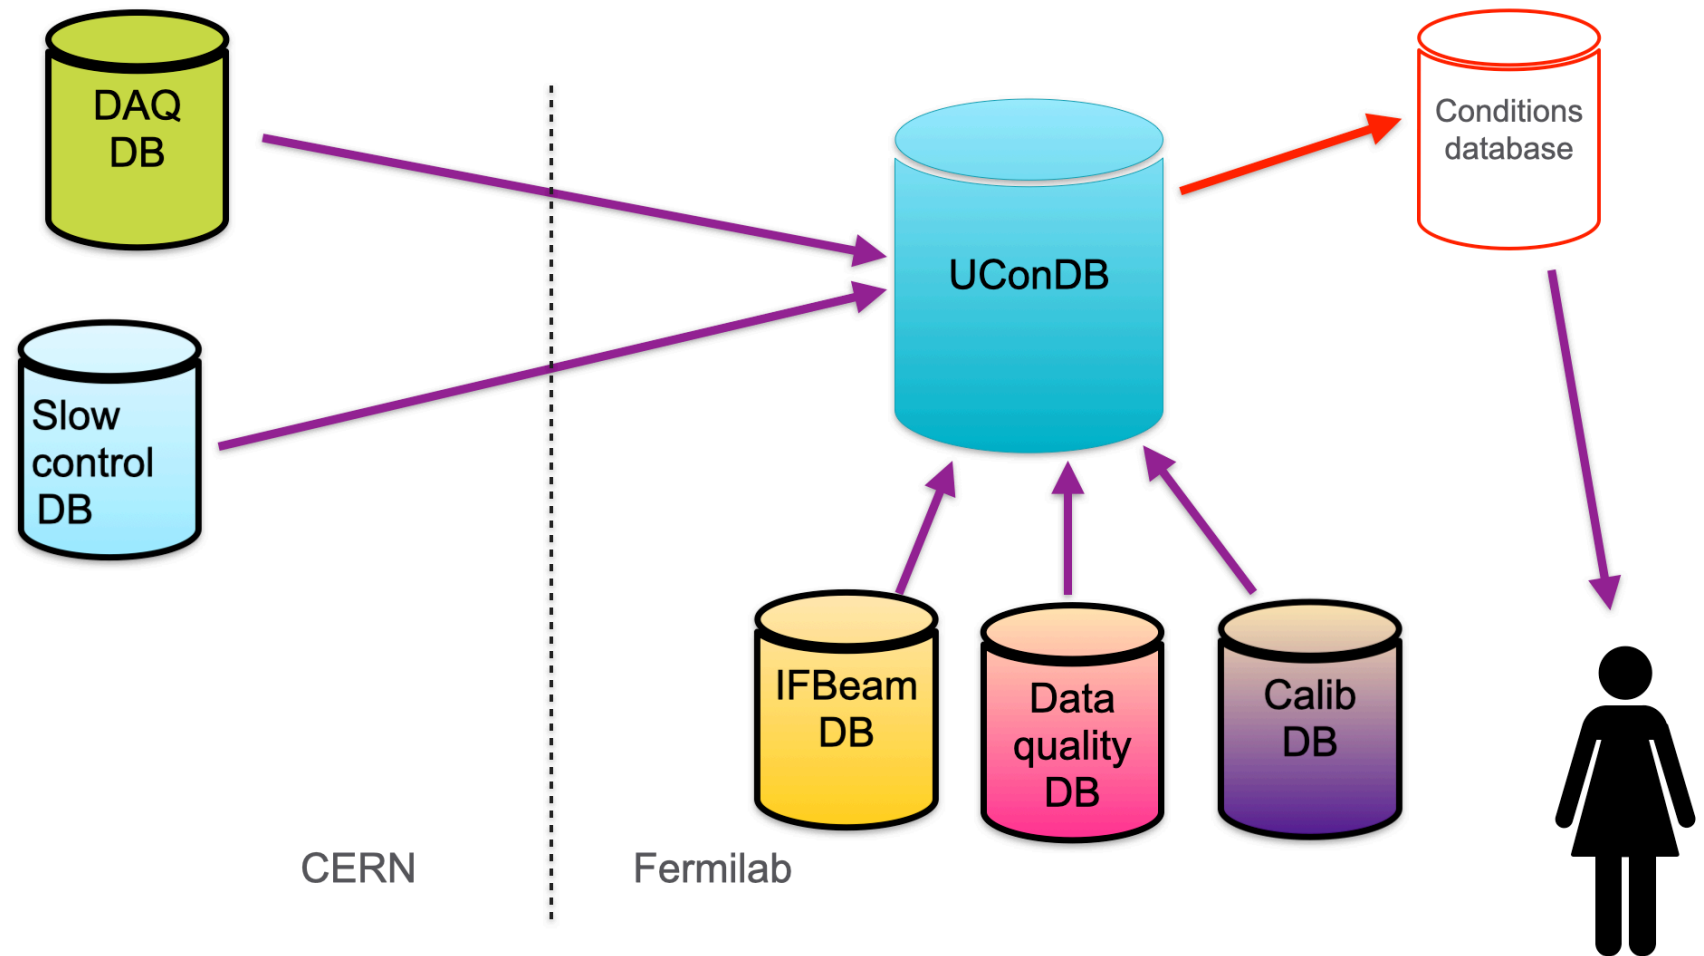 DAQ
DB
Slow
control
DB
UConDB
Conditions
database
IFBeam
DB
Data
quality
DB
Calib
DB
CERN
Fermilab